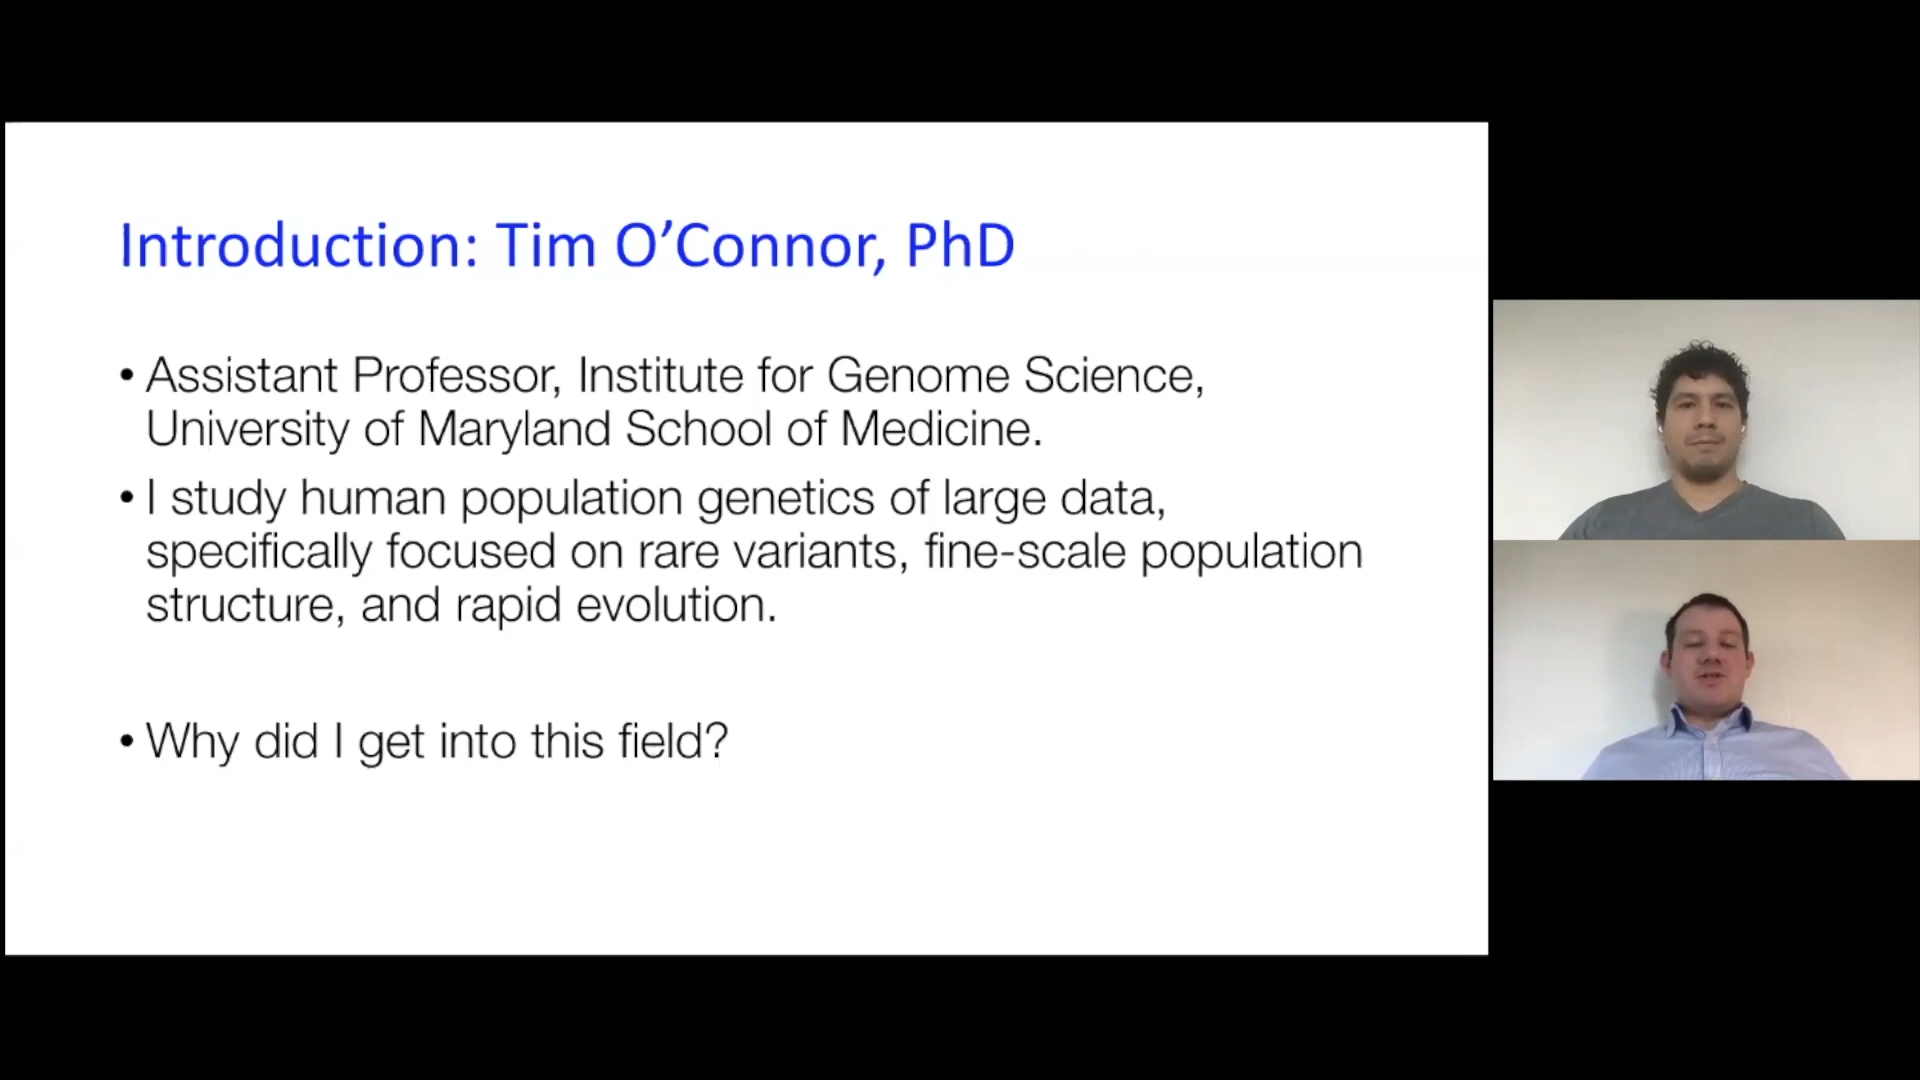 Introduction: Tim O’Connor, PhD
• Assistant Professor, Institute for Genome Science,
University of Maryland School of Medicine.
• I study human population genetics of large data,
specifically focused on rare variants, fine-scale population
structure, and rapid evolution.
• Why did I get into this field?